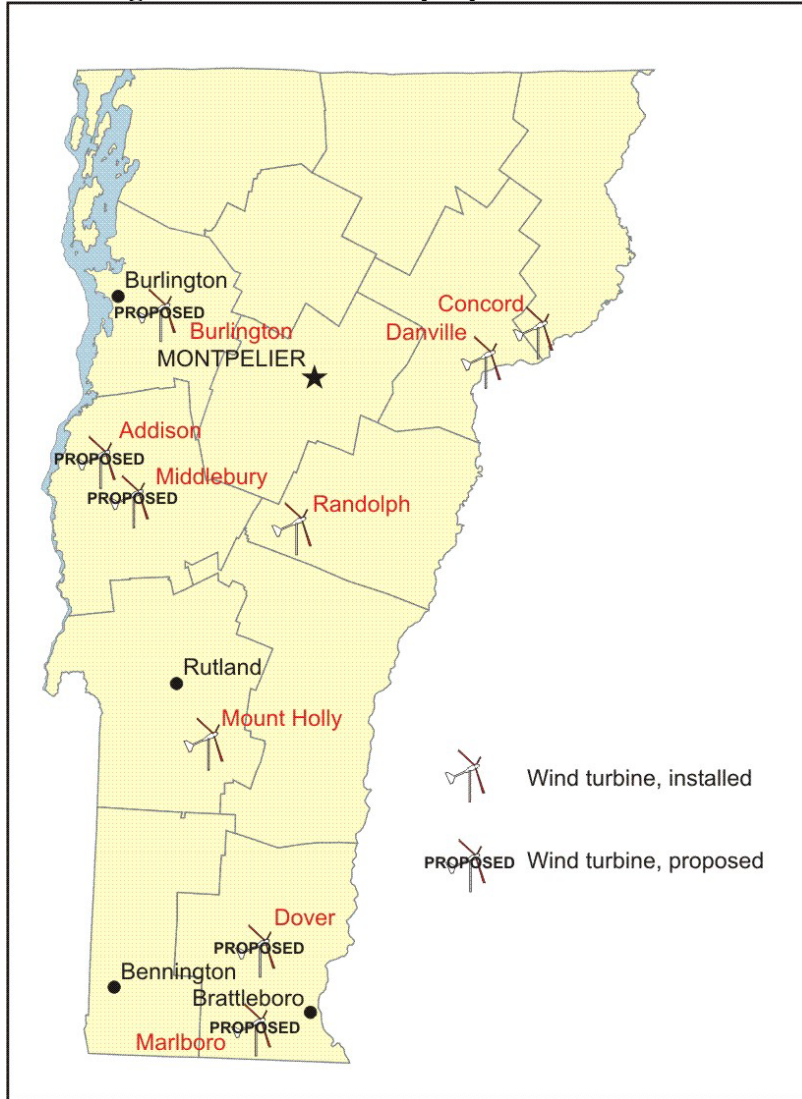 Burlington
PROPOSED
Burlington
MONTPELIER
Concord
Danville
Addison
PROPOSED
Middlebury
PROPOSED
Randolph
Rutland
Mount Holly
Wind turbine, installed
PROPOSED Wind turbine, proposed
Dover
PROPOSED
Bennington
Brattleboro
PROPOSED
Marlboro